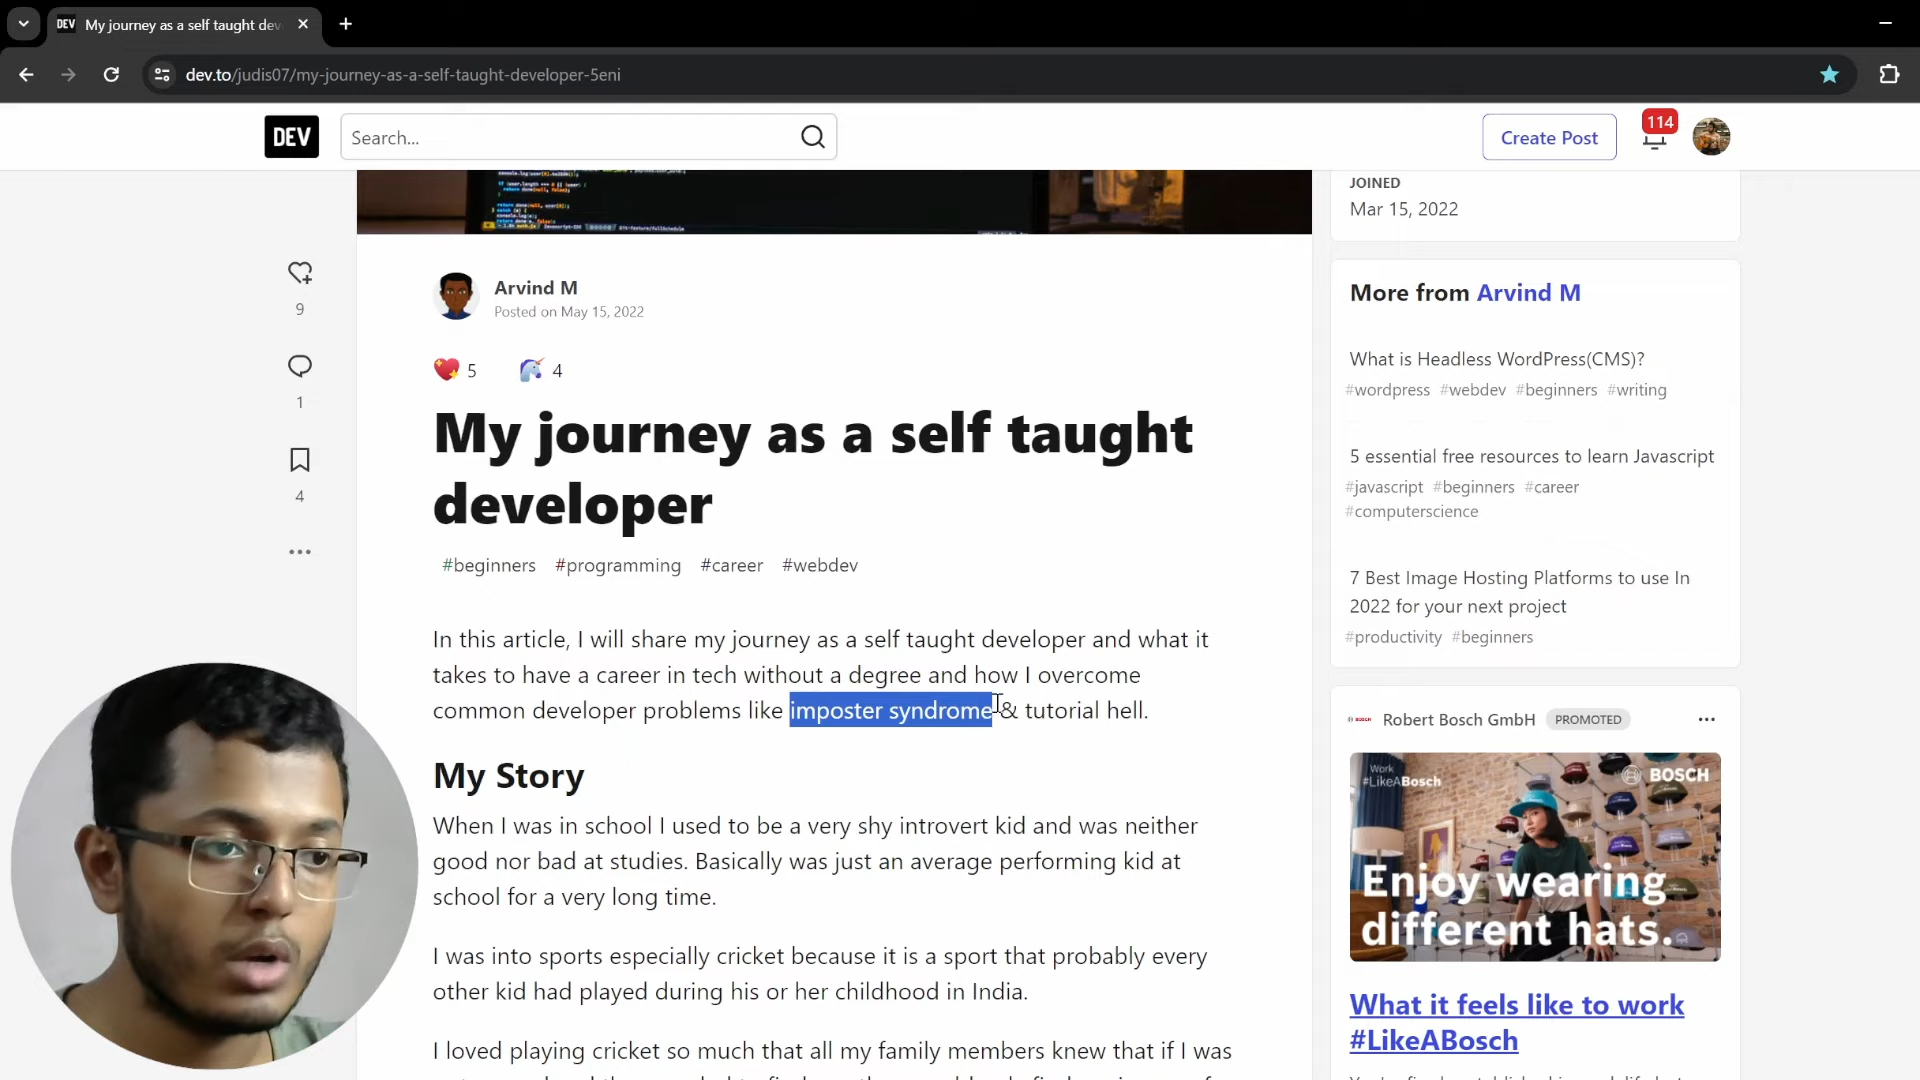 DEV
My journey as a self taught dev
dev.to/judis07/my-journey-as-a-self-taught-developer-5eni
DEV
Search...
Create Post
114
JOINED
Mar 15, 2022
9
1
4
Arvind M
Posted on May 15, 2022
5
4
My journey as a self taught
developer
#beginners #programming #career #webdev
In this article, I will share my journey as a self taught developer and what it
takes to have a career in tech without a degree and how I overcome
common developer problems like imposter syndrome & tutorial hell.
My Story
When I was in school I used to be a very shy introvert kid and was neither
good nor bad at studies. Basically was just an average performing kid at
school for a very long time.
I was into sports especially cricket because it is a sport that probably every
other kid had played during his or her childhood in India.
I loved playing cricket so much that all my family members knew that if I was
More from Arvind M
What is Headless WordPress(CMS)?
#wordpress #webdev #beginners #writing
5 essential free resources to learn Javascript
#javascript #beginners #career
#computerscience
7 Best Image Hosting Platforms to use In
2022 for your next project
#productivity #beginners
Robert Bosch GmbH PROMOTED
Work
#LikeABosch
BOSCH
Enjoy wearing
different hats.
What it feels like to work
#LikeABosch